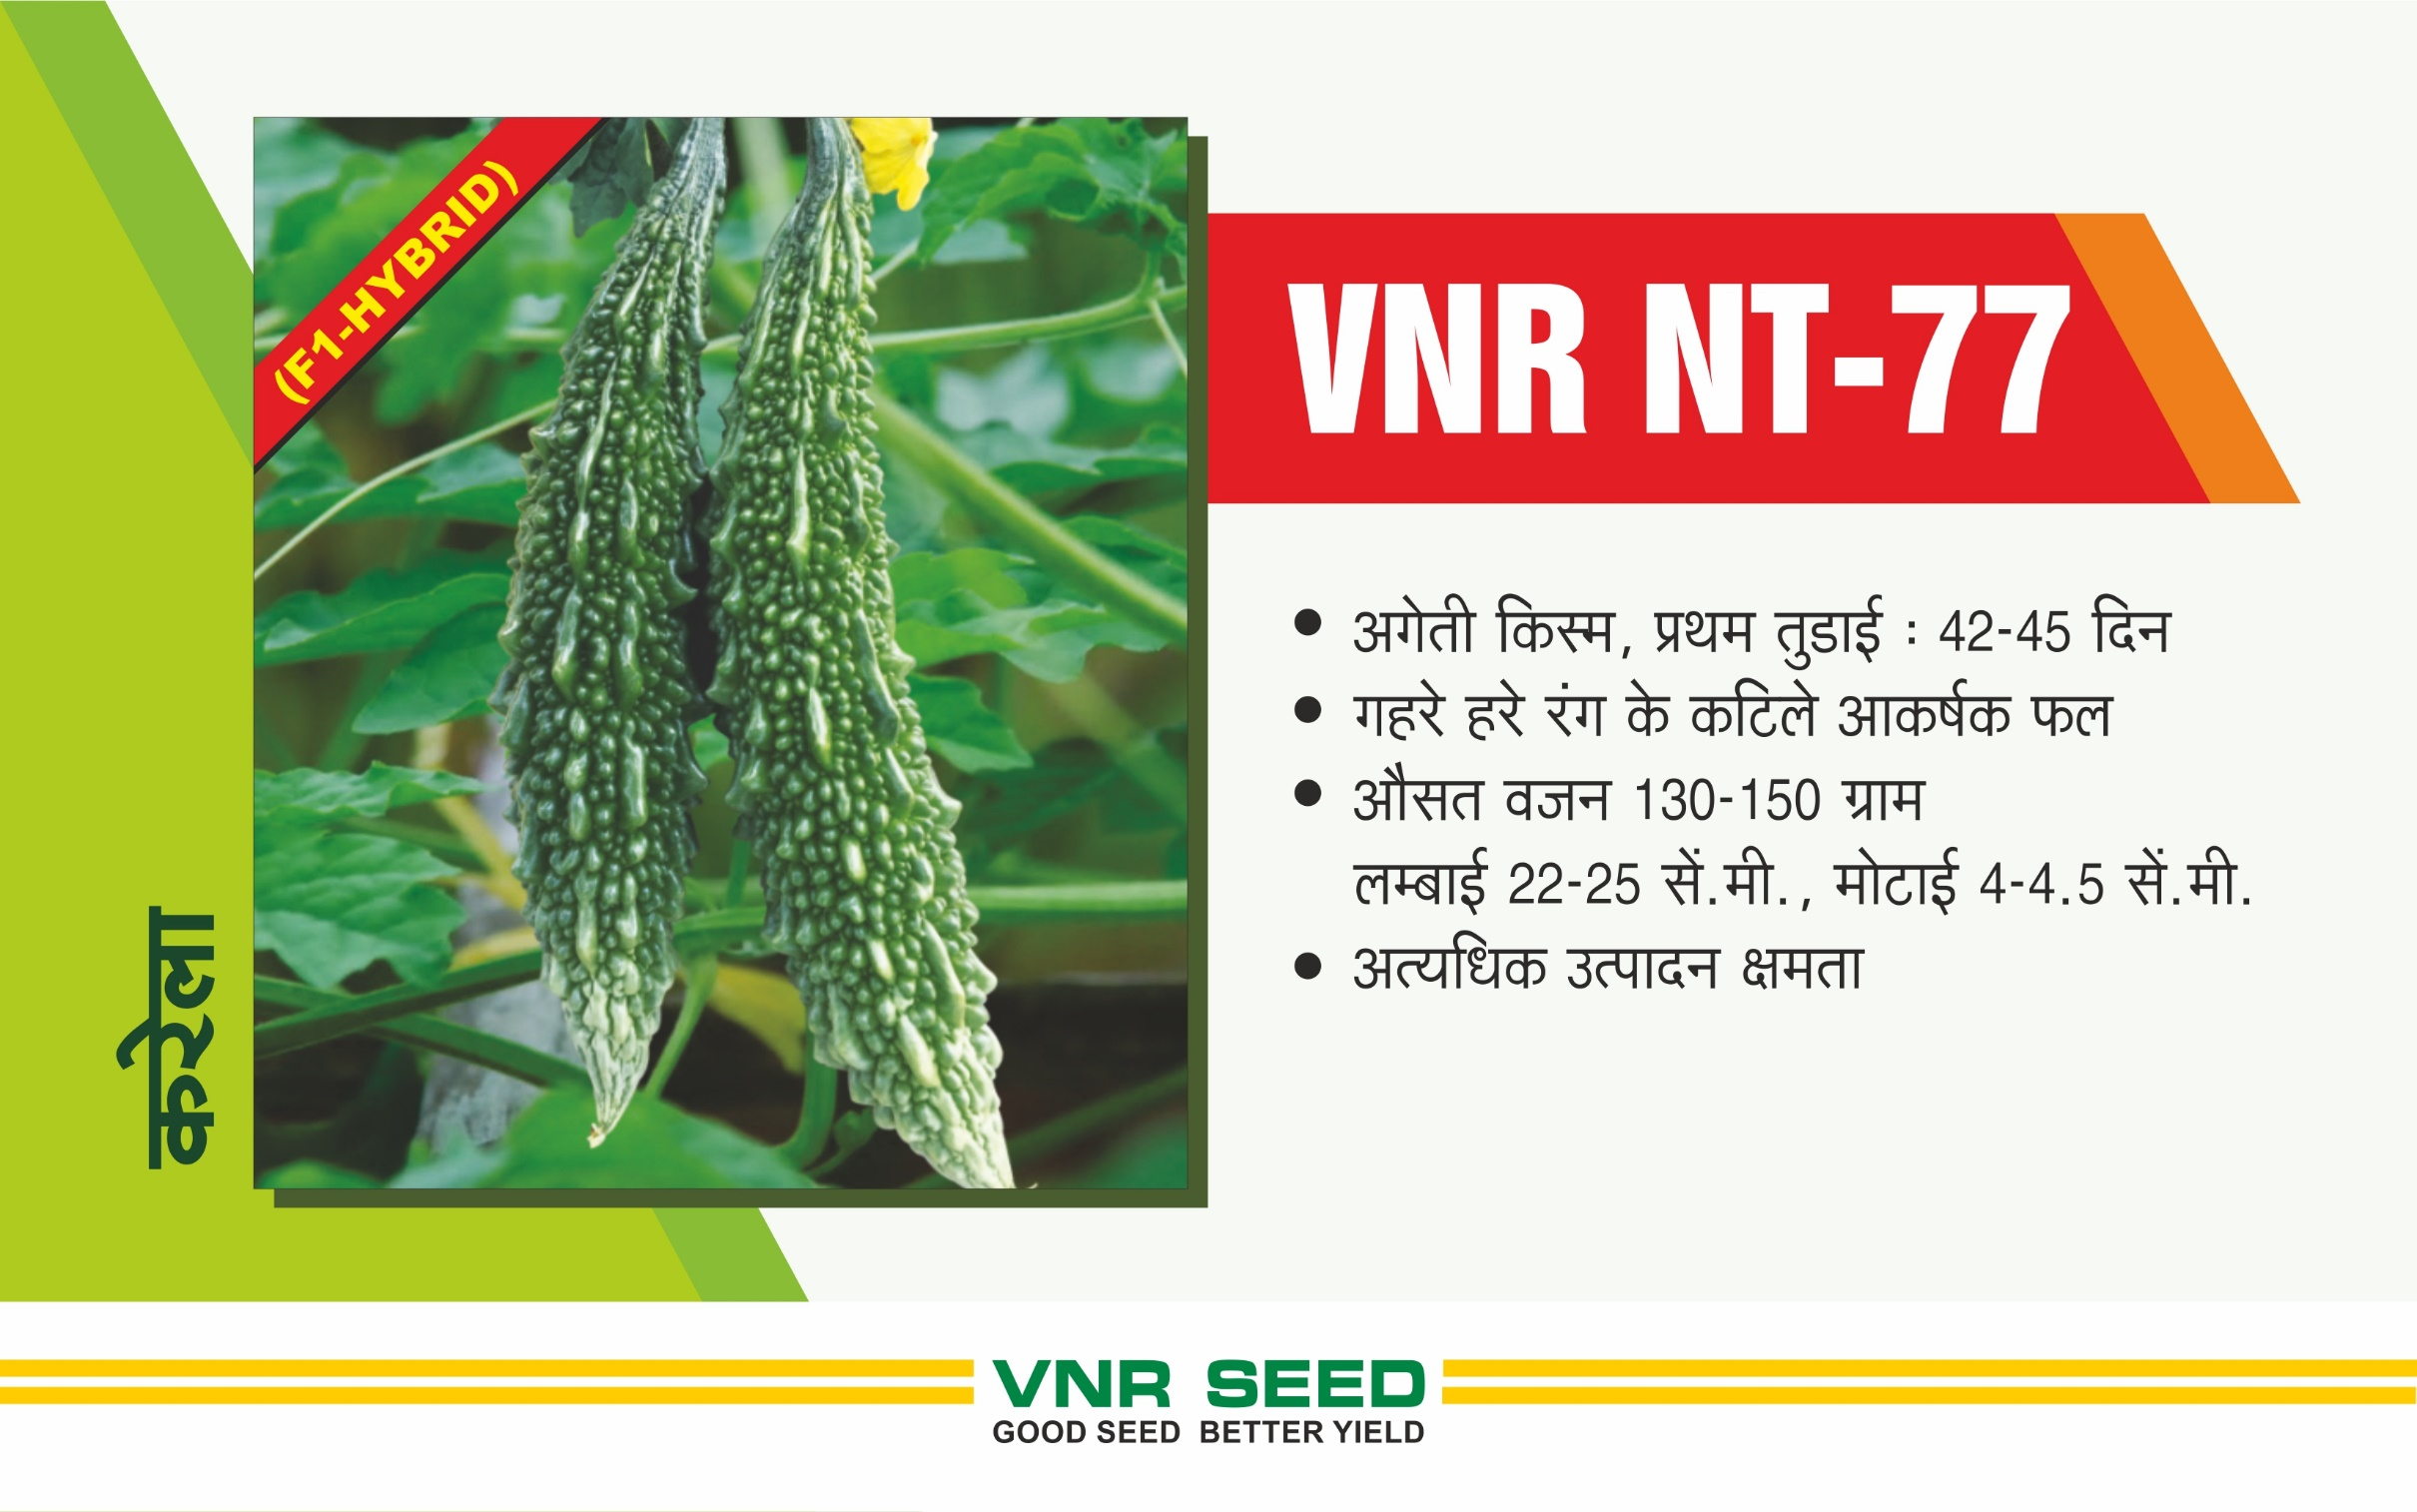 (F1-HYBRID))
VNR NT-77
करेला
● अगेती किस्म, प्रथम तुडाई : 42-45 दिन
● गहरे हरे रंग के कटिले आकर्षक फल
● औसत वजन 130-150 ग्राम
लम्बाई 22-25 सें.मी., मोटाई 4-4.5 सें.मी.
● अत्यधिक उत्पादन क्षमता
VNR SEED
GOOD SEED BETTER YIELD